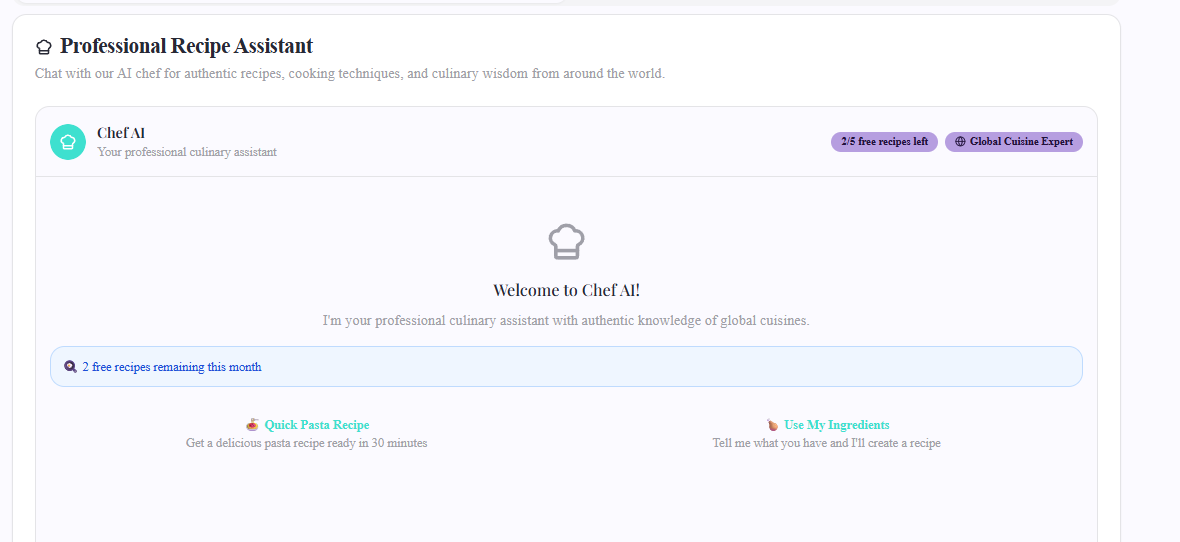 Professional Recipe Assistant
Chat with our AI chef for authentic recipes, cooking techniques, and culinary wisdom from around the world.
Chef AI
Your professional culinary assistant
2/5 free recipes left
Global Cuisine Expert
Welcome to Chef AI!
I'm your professional culinary assistant with authentic knowledge of global cuisines.
2 free recipes remaining this month
Quick Pasta Recipe
Get a delicious pasta recipe ready in 30 minutes
Use My Ingredients
Tell me what you have and I'll create a recipe